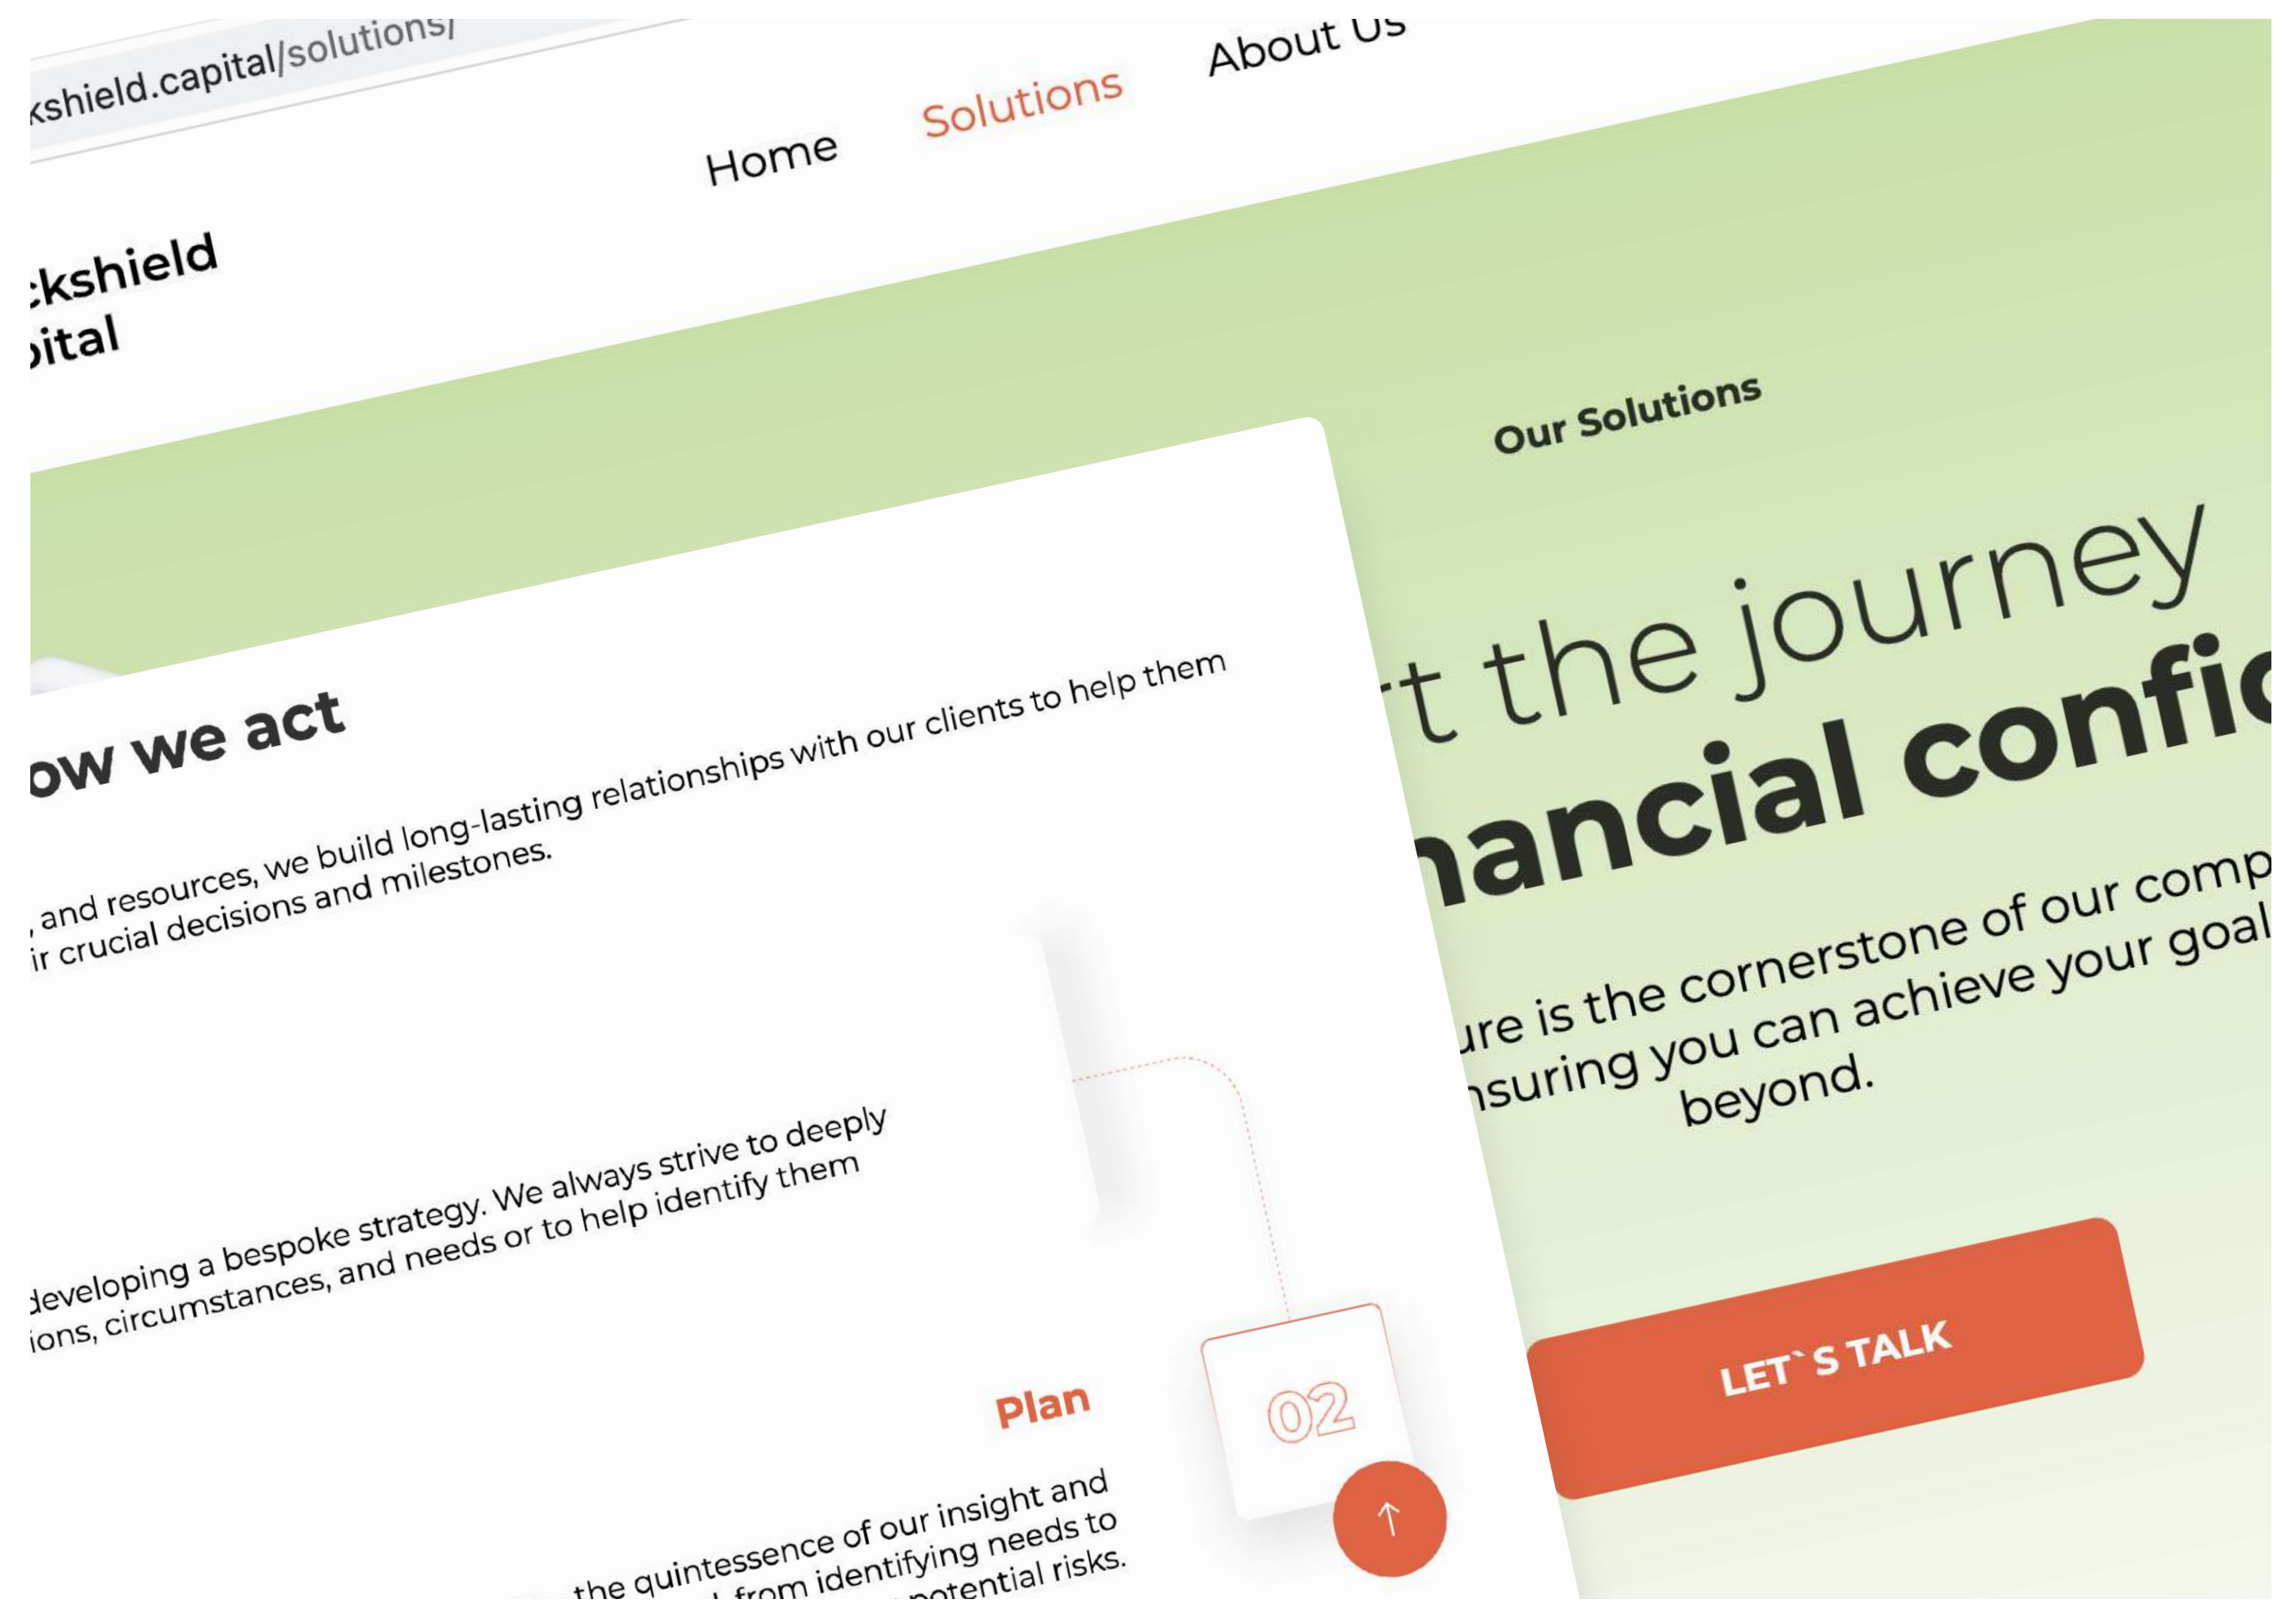 kshield.capital/solutions/
Home Solutions About Us
ckshield
pital
Our Solutions
rt the journey
nancial confid
ure is the cornerstone of our comp
nsuring you can achieve your goal
beyond.
LET`S TALK
ow we act
, and resources, we build long-lasting relationships with our clients to help them
ir crucial decisions and milestones.
developing a bespoke strategy. We always strive to deeply
ions, circumstances, and needs or to help identify them
Plan
02
the quintessence of our insight and
from identifying needs to
potential risks.